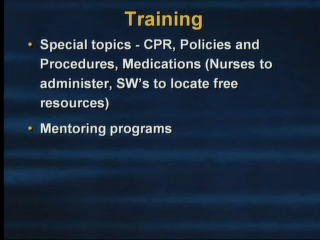 Training
• Special topics - CPR, Policies and
Procedures, Medications (Nurses to
administer, SW's to locate free
resources)
• Mentoring programs